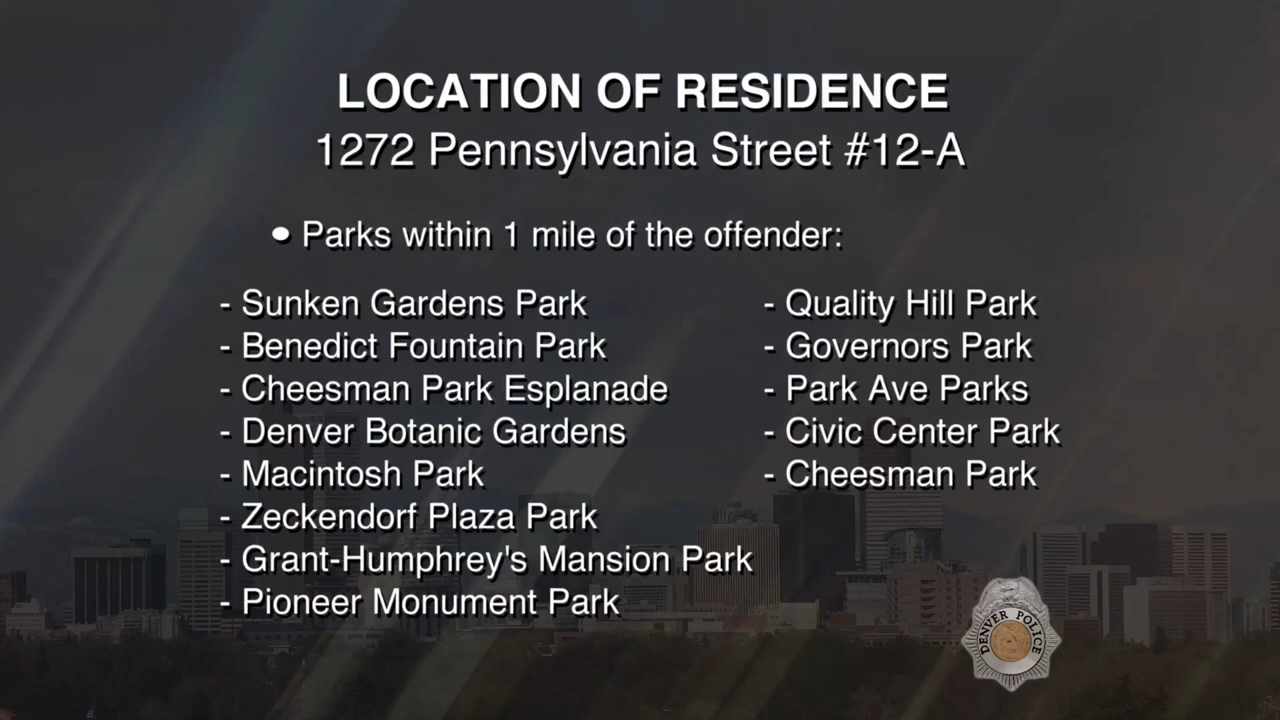 LOCATION OF RESIDENCE
1272 Pennsylvania Street #12-A
• Parks within 1 mile of the offender:
- Sunken Gardens Park
- Benedict Fountain Park
- Cheesman Park Esplanade
- Denver Botanic Gardens
- Macintosh Park
- Zeckendorf Plaza Park
- Grant-Humphrey's Mansion Park
- Pioneer Monument Park
- Quality Hill Park
- Governors Park
- Park Ave Parks
- Civic Center Park
- Cheesman Park
DENVER POLICE